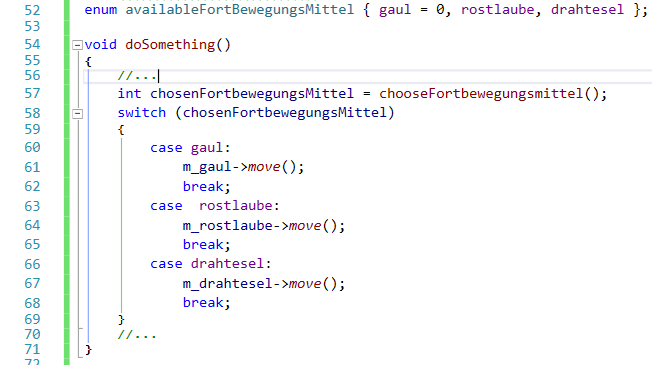 52 enum availableFortBewegungsMittel { gaul = 0, rostlaube, drahtesel };
53
54 void doSomething()
55 {
56 //...
57 int chosenFortbewegungsMittel = chooseFortbewegungsmittel();
58 switch (chosenFortbewegungsMittel)
59 {
60 case gaul:
61 m_gaul->move();
62 break;
63 case  rostlaube:
64 m_rostlaube->move();
65 break;
66 case drahtesel:
67 m_drahtesel->move();
68 break;
69 }
70 //...
71 }
72